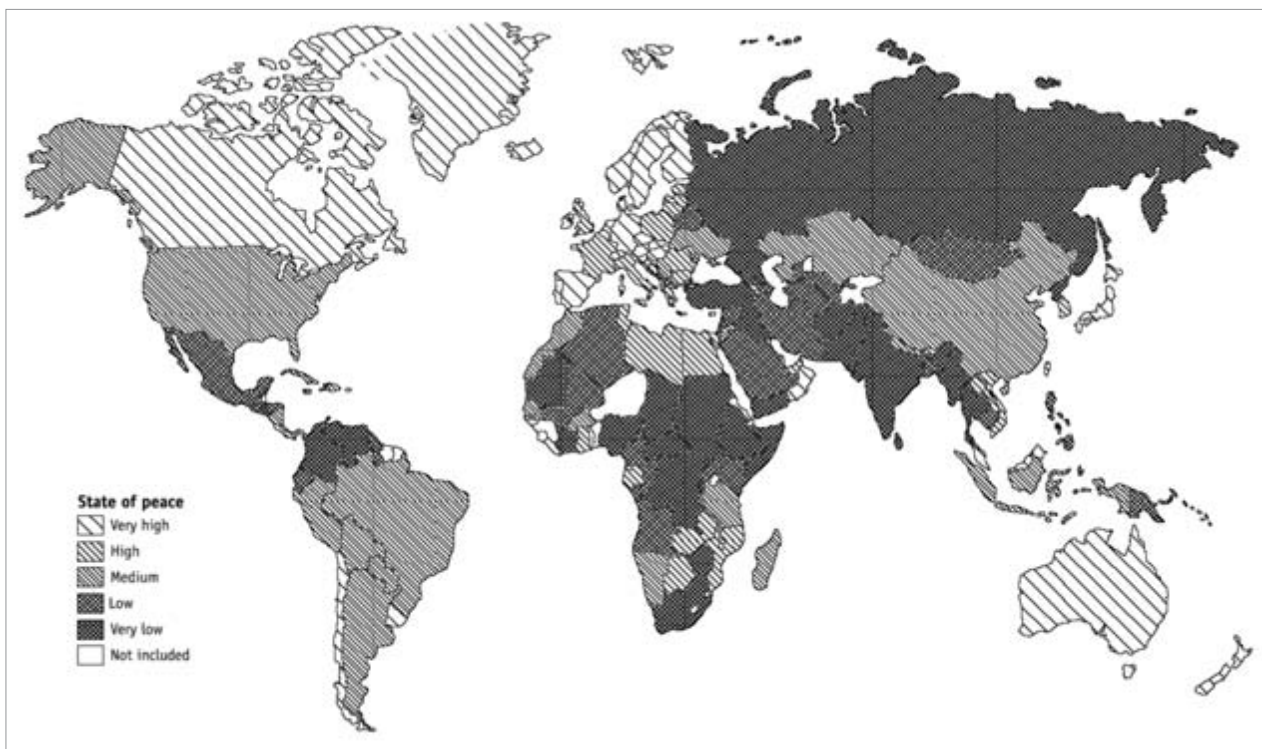 State of peace
Very high
High
Medium
Low
Very low
Not included